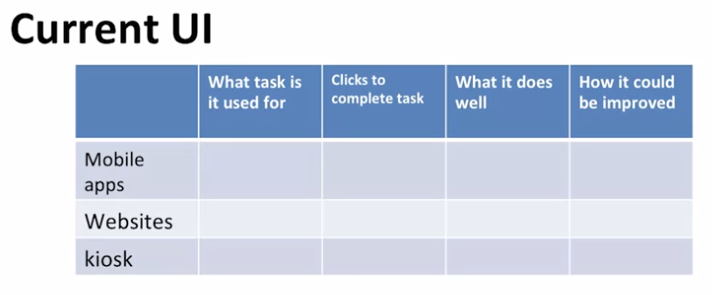 Current UI
What task is
it used for
Clicks to
complete task
What it does
well
How it could
be improved
Mobile
apps
Websites
kiosk